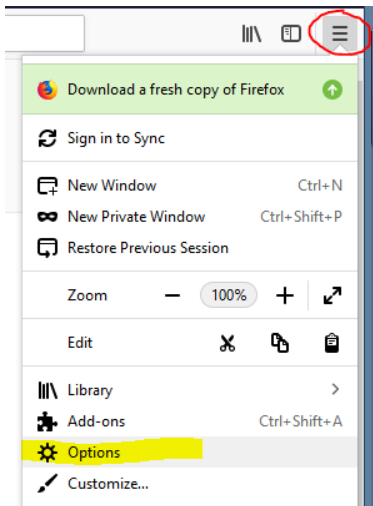 Download a fresh copy of Firefox
Sign in to Sync
New Window Ctrl+N
New Private Window Ctrl+Shift+P
Restore Previous Session
Zoom 100%
Edit
Library
Add-ons Ctrl+Shift+A
Options
Customize...